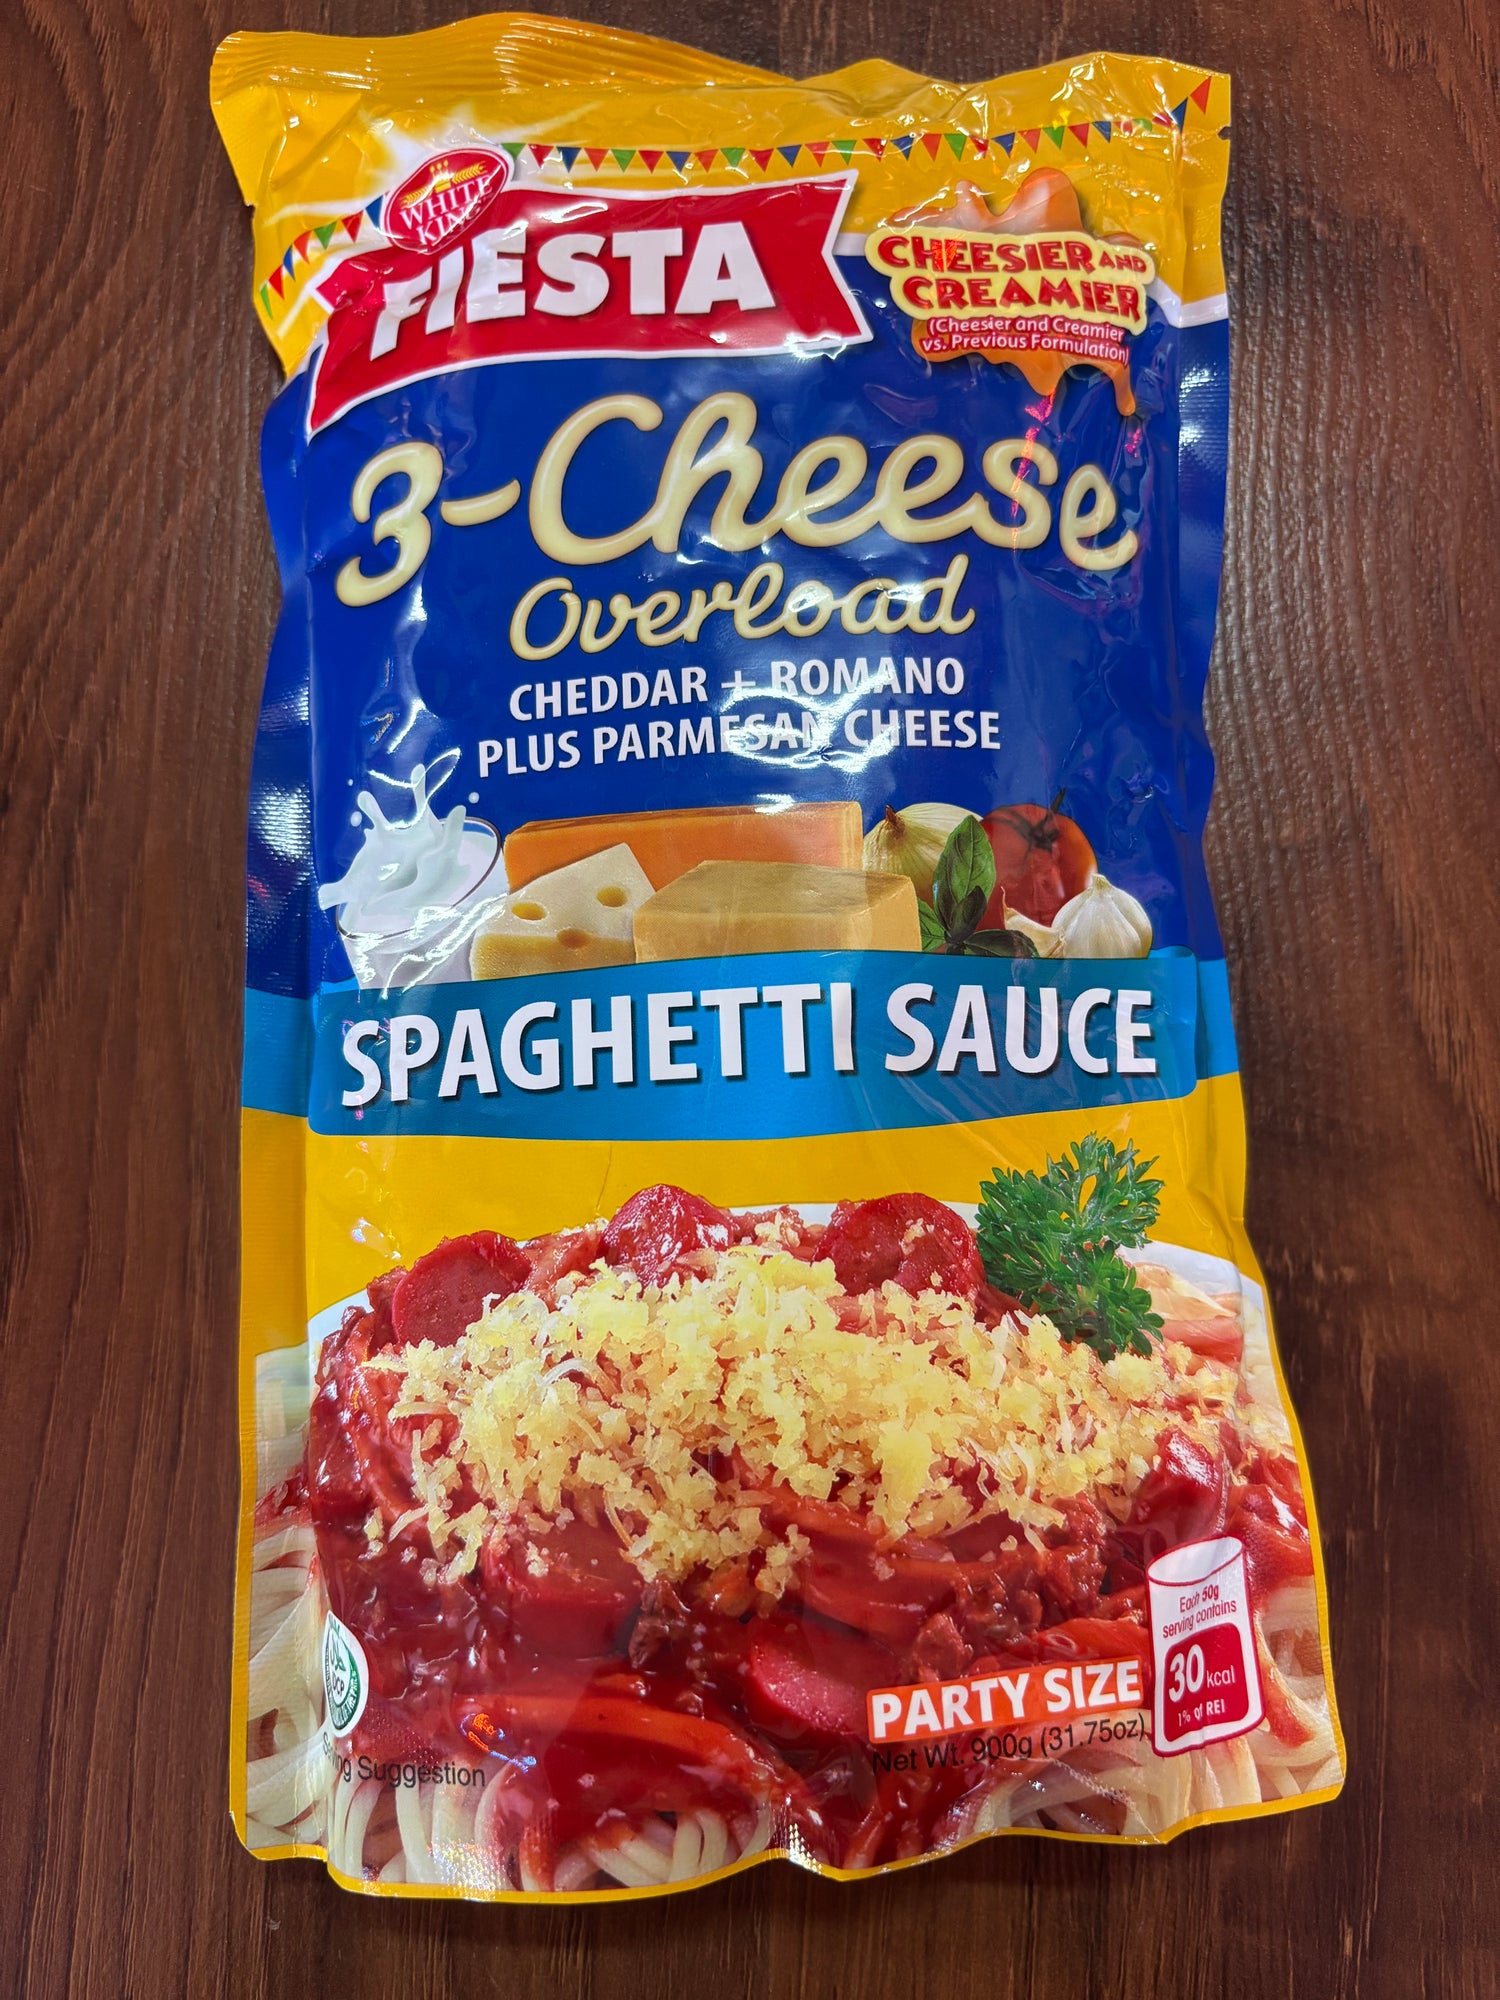 WHITE
KING
FIESTA
CHEESIER AND
CREAMIER
(Cheesier and Creamier
vs. Previous Formulation)
3-Cheese
Overload
CHEDDAR + ROMANO
PLUS PARMESAN CHEESE
SPAGHETTI SAUCE
Each 50g
serving contains
30 kcal
1% of REI
PARTY SIZE
Net Wt. 900g (31.75oz)
Suggestion